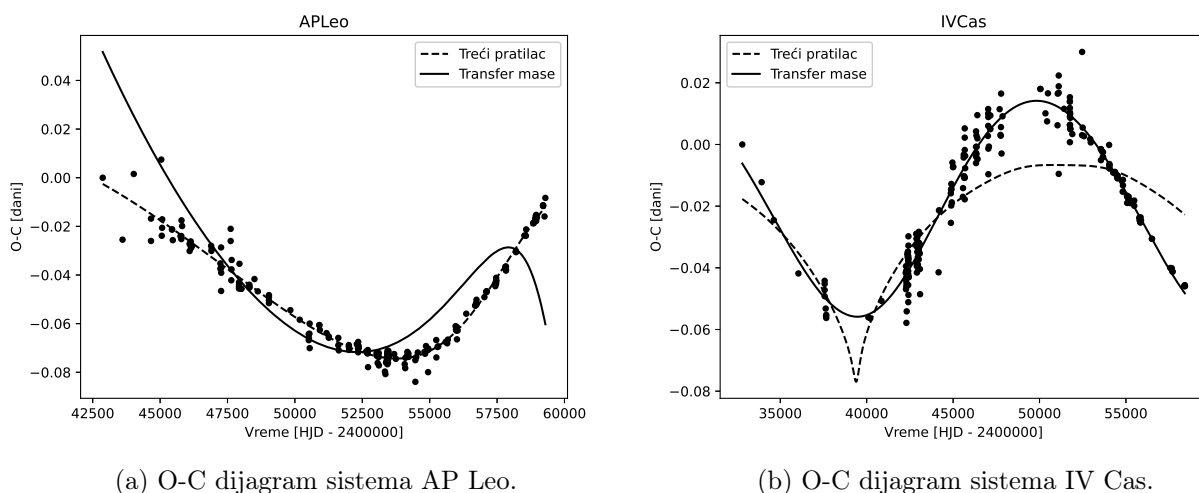 APLeo
Treći pratilac
Transfer mase
O-C [dani]
0.04
0.02
0.00
−0.02
−0.04
−0.06
−0.08
42500 45000 47500 50000 52500 55000 57500 60000
Vreme [HJD - 2400000]
(a) O-C dijagram sistema AP Leo.
IVCas
Treći pratilac
Transfer mase
O-C [dani]
0.02
0.00
−0.02
−0.04
−0.06
−0.08
35000 40000 45000 50000 55000
Vreme [HJD - 2400000]
(b) O-C dijagram sistema IV Cas.